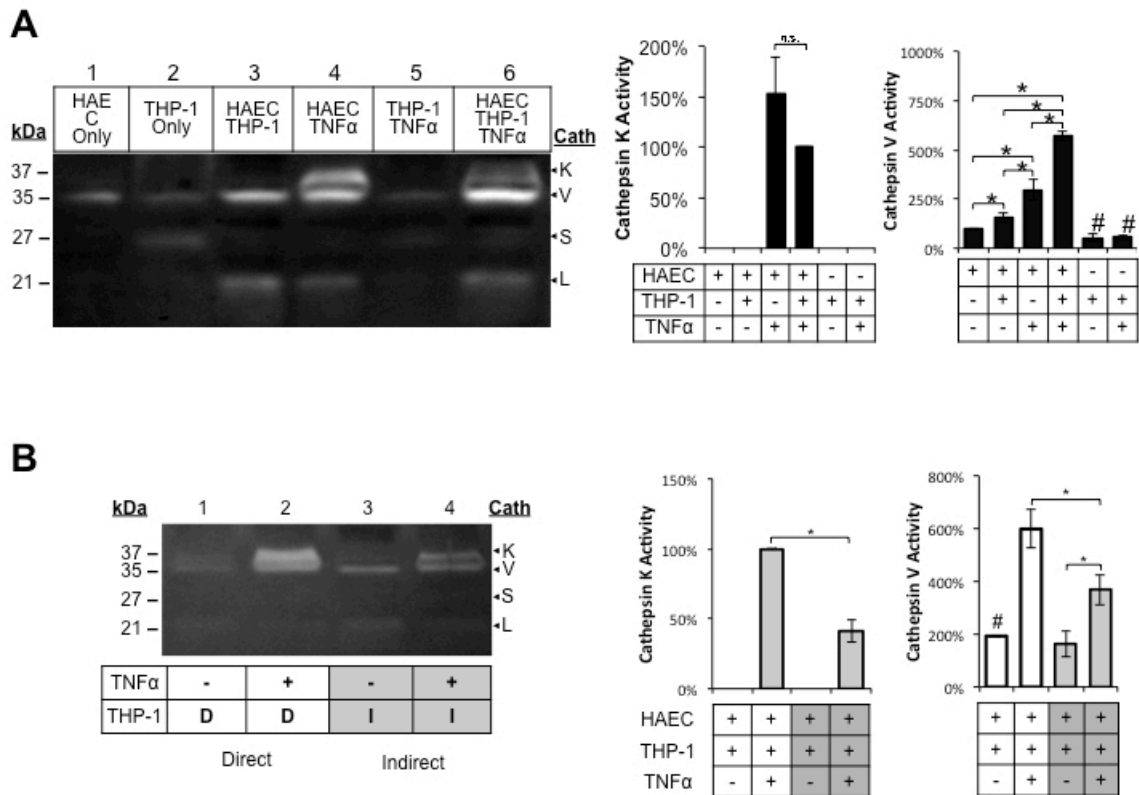 A
1 2 3 4 5 6
HAE C Only
THP-1 Only
HAEC THP-1
HAEC TNFα
THP-1 TNFα
HAEC THP-1 TNFα
kDa
Cath
37 –
35 –
27 –
21 –
K
V
S
L
Cathepsin K Activity
200%
150%
100%
50%
0%
n.s.
HAEC + + + + - -
THP-1 - + - + + +
TNFα - - + + - +
Cathepsin V Activity
1000%
750%
500%
250%
0%
* * * * * *
# #
+ + + + - -
- + - + + +
- - + + - +
B
kDa 1 2 3 4 Cath
37 –
35 –
27 –
21 –
K
V
S
L
TNFα - + - +
THP-1 D D I I
Direct Indirect
Cathepsin K Activity
150%
100%
50%
0%
*
HAEC + + + +
THP-1 + + + +
TNFα - + - +
Cathepsin V Activity
800%
600%
400%
200%
0%
#
*
*
+ + + +
+ + + +
- + - +